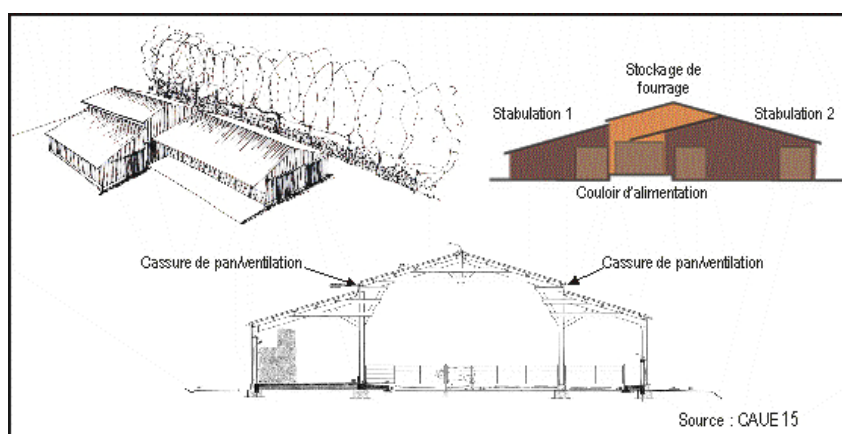 Stockage de
fourrage
Stabulation 1
Stabulation 2
Couloir d'alimentation
Cassure de pan/ventilation
Cassure de pan/ventilation
Source : CAUE 15